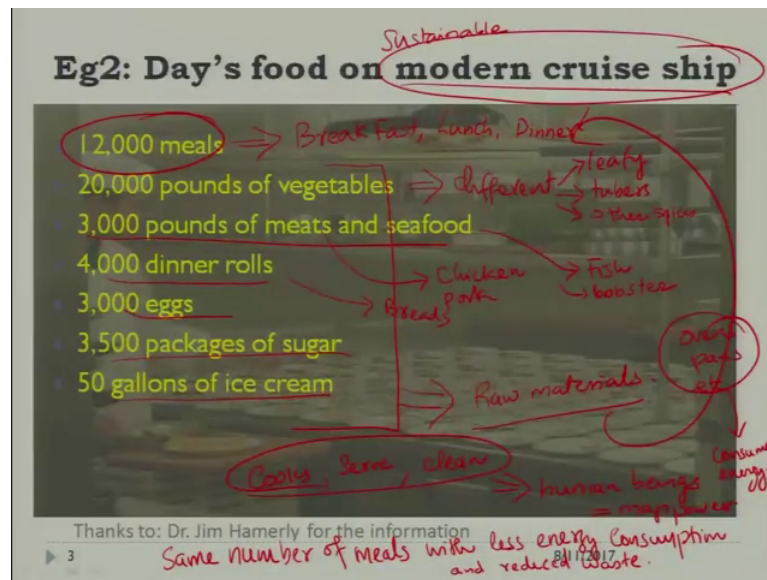 Sustainable
Eg2: Day's food on modern cruise ship
12,000 meals ⇒ BreakFast, Lunch, Dinner
20,000 pounds of vegetables ⇒ different
leafy
tubers
other
3,000 pounds of meats and seafood
4,000 dinner rolls
Chicken
pork
Fish
lobster
Breads
3,000 eggs
3,500 packages of sugar
50 gallons of ice cream
Raw materials.
oven
pans
etc
Consume
energy
Cooks, Serve, clean
⇒ human beings
= manpower
Thanks to: Dr. Jim Hamerly for the information
3
8/11/2017
Same number of meals with less energy Consumption
and reduced waste.